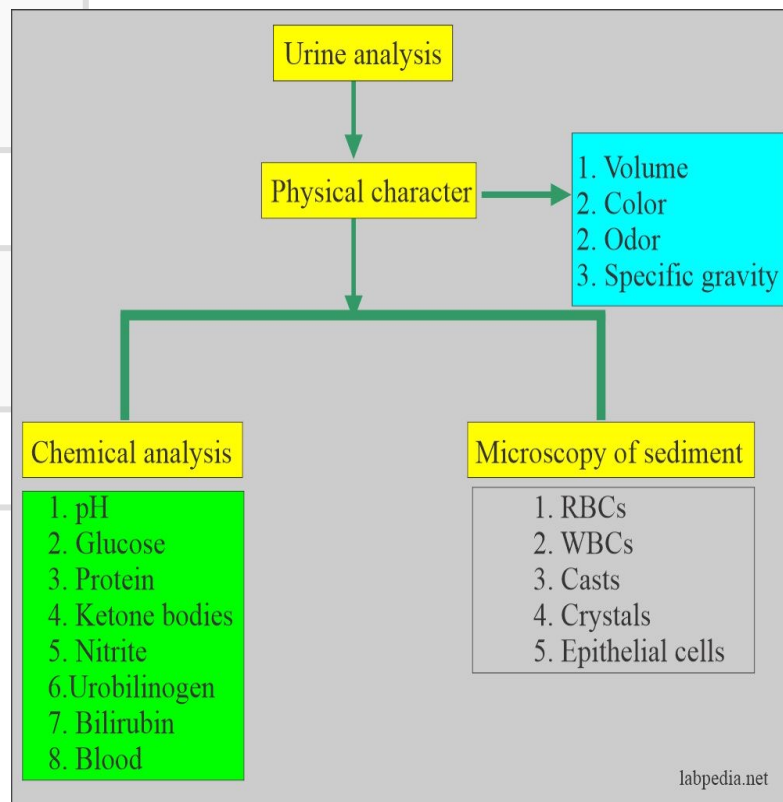 Urine analysis
Physical character
1. Volume
2. Color
2. Odor
3. Specific gravity
Chemical analysis
1. pH
2. Glucose
3. Protein
4. Ketone bodies
5. Nitrite
6.Urobilinogen
7. Bilirubin
8. Blood
Microscopy of sediment
1. RBCs
2. WBCs
3. Casts
4. Crystals
5. Epithelial cells
labpedia.net